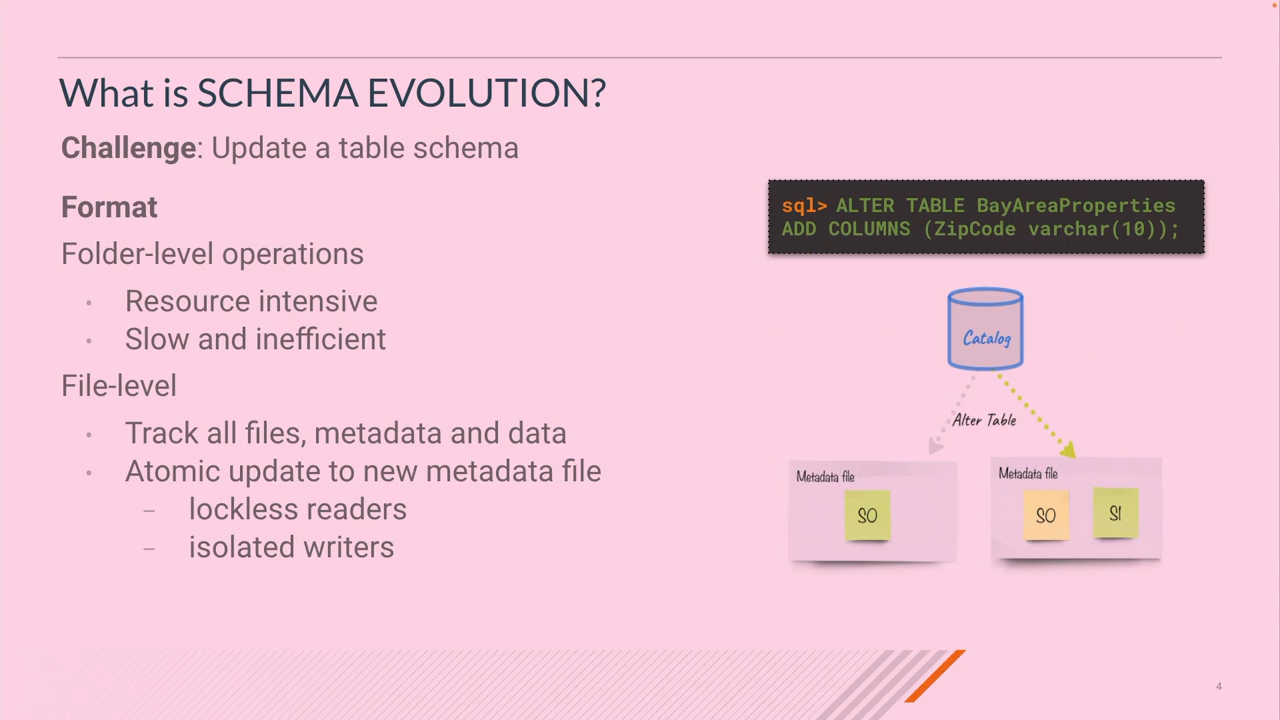 What is SCHEMA EVOLUTION?
Challenge: Update a table schema
Format
Folder-level operations
• Resource intensive
• Slow and inefficient
File-level
• Track all files, metadata and data
• Atomic update to new metadata file
– lockless readers
– isolated writers
sql> ALTER TABLE BayAreaProperties
ADD COLUMNS (ZipCode varchar(10));
Catalog
Alter Table
Metadata file
S0
Metadata file
S0
S1
4